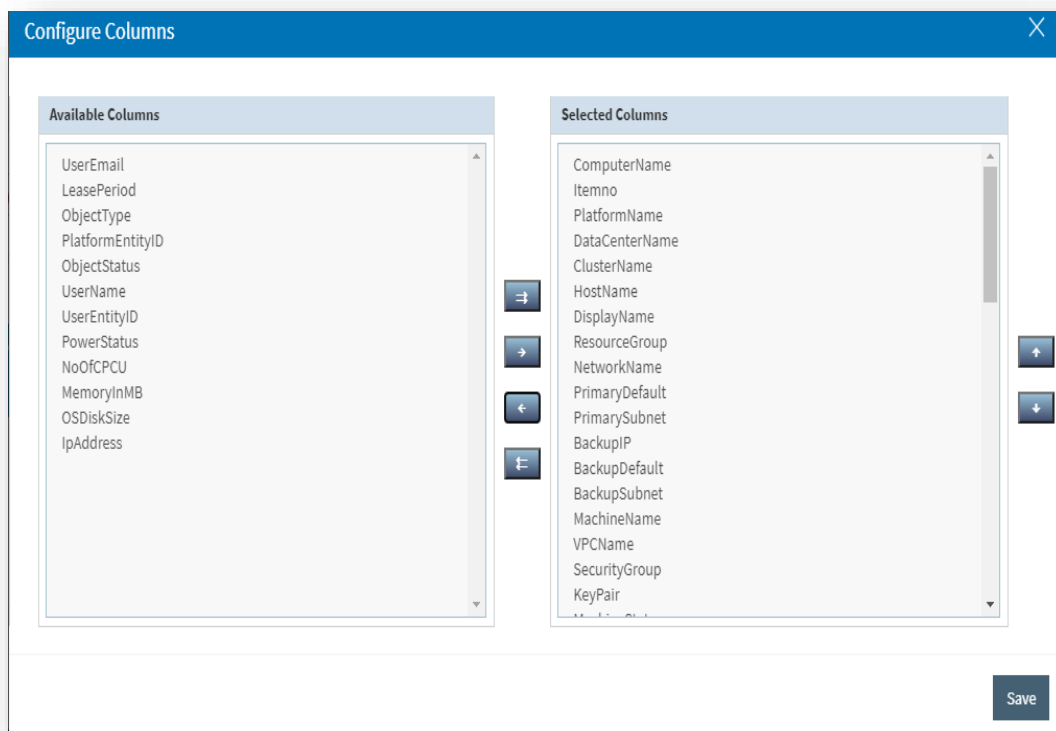 Configure Columns
X
Available Columns
UserEmail
LeasePeriod
ObjectType
PlatformEntityID
ObjectStatus
UserName
UserEntityID
PowerStatus
NoOfCPCU
MemoryInMB
OSDiskSize
IpAddress
Selected Columns
ComputerName
Itemno
PlatformName
DataCenterName
ClusterName
HostName
DisplayName
ResourceGroup
NetworkName
PrimaryDefault
PrimarySubnet
BackupIP
BackupDefault
BackupSubnet
MachineName
VPCName
SecurityGroup
KeyPair
Save